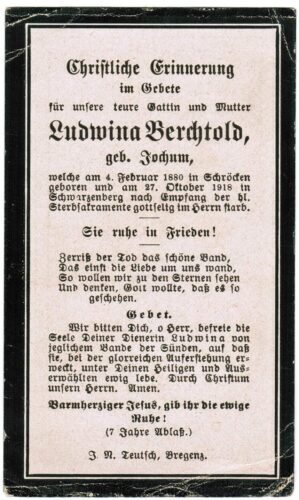 Christliche Erinnerung
im Gebete
für unsere teure Gattin und Mutter
Ludwina Berchtold,
geb. Jochum,
welche am 4. Februar 1880 in Schröcken
geboren und am 27. Oktober 1918 in
Schwarzenberg nach Empfang der hl.
Sterbsakramente gottselig im Herrn starb.
Sie ruhe in Frieden!
Zerriß der Tod das schöne Band,
Das einst die Liebe um uns wand,
So wollen wir zu den Sternen sehen
Und denken, Gott wollte, daß es so
geschehen.
Gebet.
Wir bitten Dich, o Herr, befreie die
Seele Deiner Dienerin Ludwina von
jeglichem Bande der Sünden, auf daß
sie, bei der glorreichen Auferstehung er-
weckt, unter Deinen Heiligen und Aus-
erwählten ewig lebe. Durch Christum
unsern Herrn. Amen.
Barmherziger Jesus, gib ihr die ewige
Ruhe!
(7 Jahre Ablaß.)
J. N. Teutsch, Bregenz.